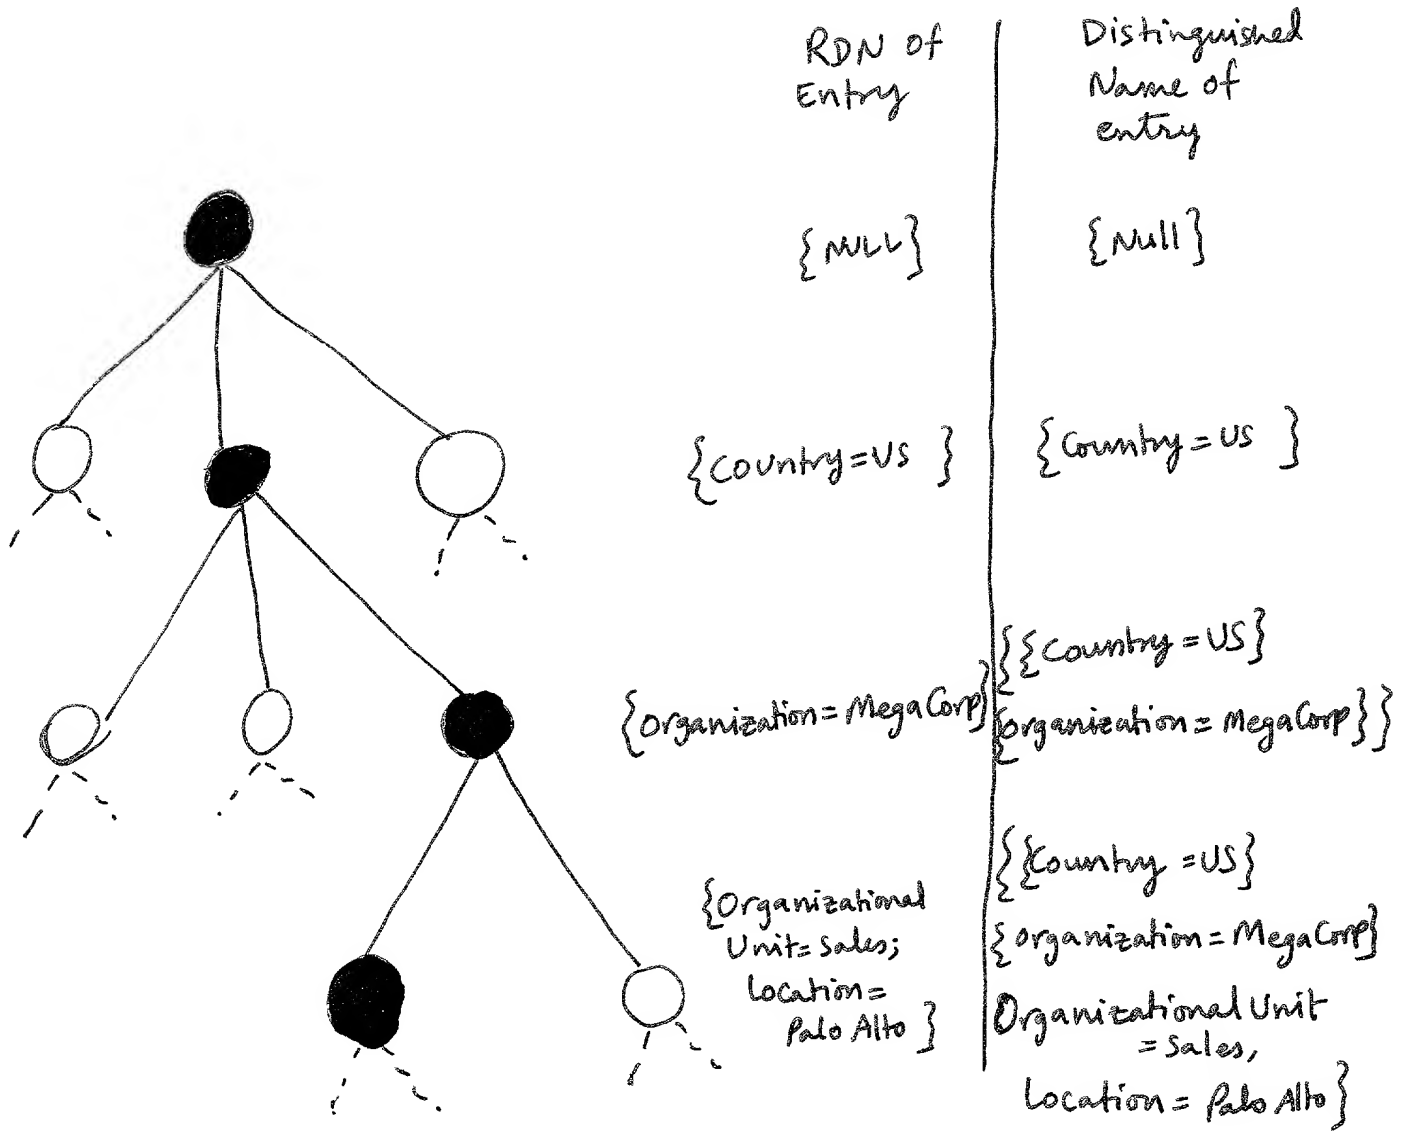 RDN of
Entry
Distinguished
Name of
entry
{NULL}
{Null}
{Country=US }
{Country=US }
{Organization=MegaCorp}
{{Country=US}
{Organization=MegaCorp}}
{Organizational
Unit=Sales;
Location=
Palo Alto }
{{Country =US}
{Organization=MegaCorp}
Organizational Unit
=Sales,
Location= Palo Alto}